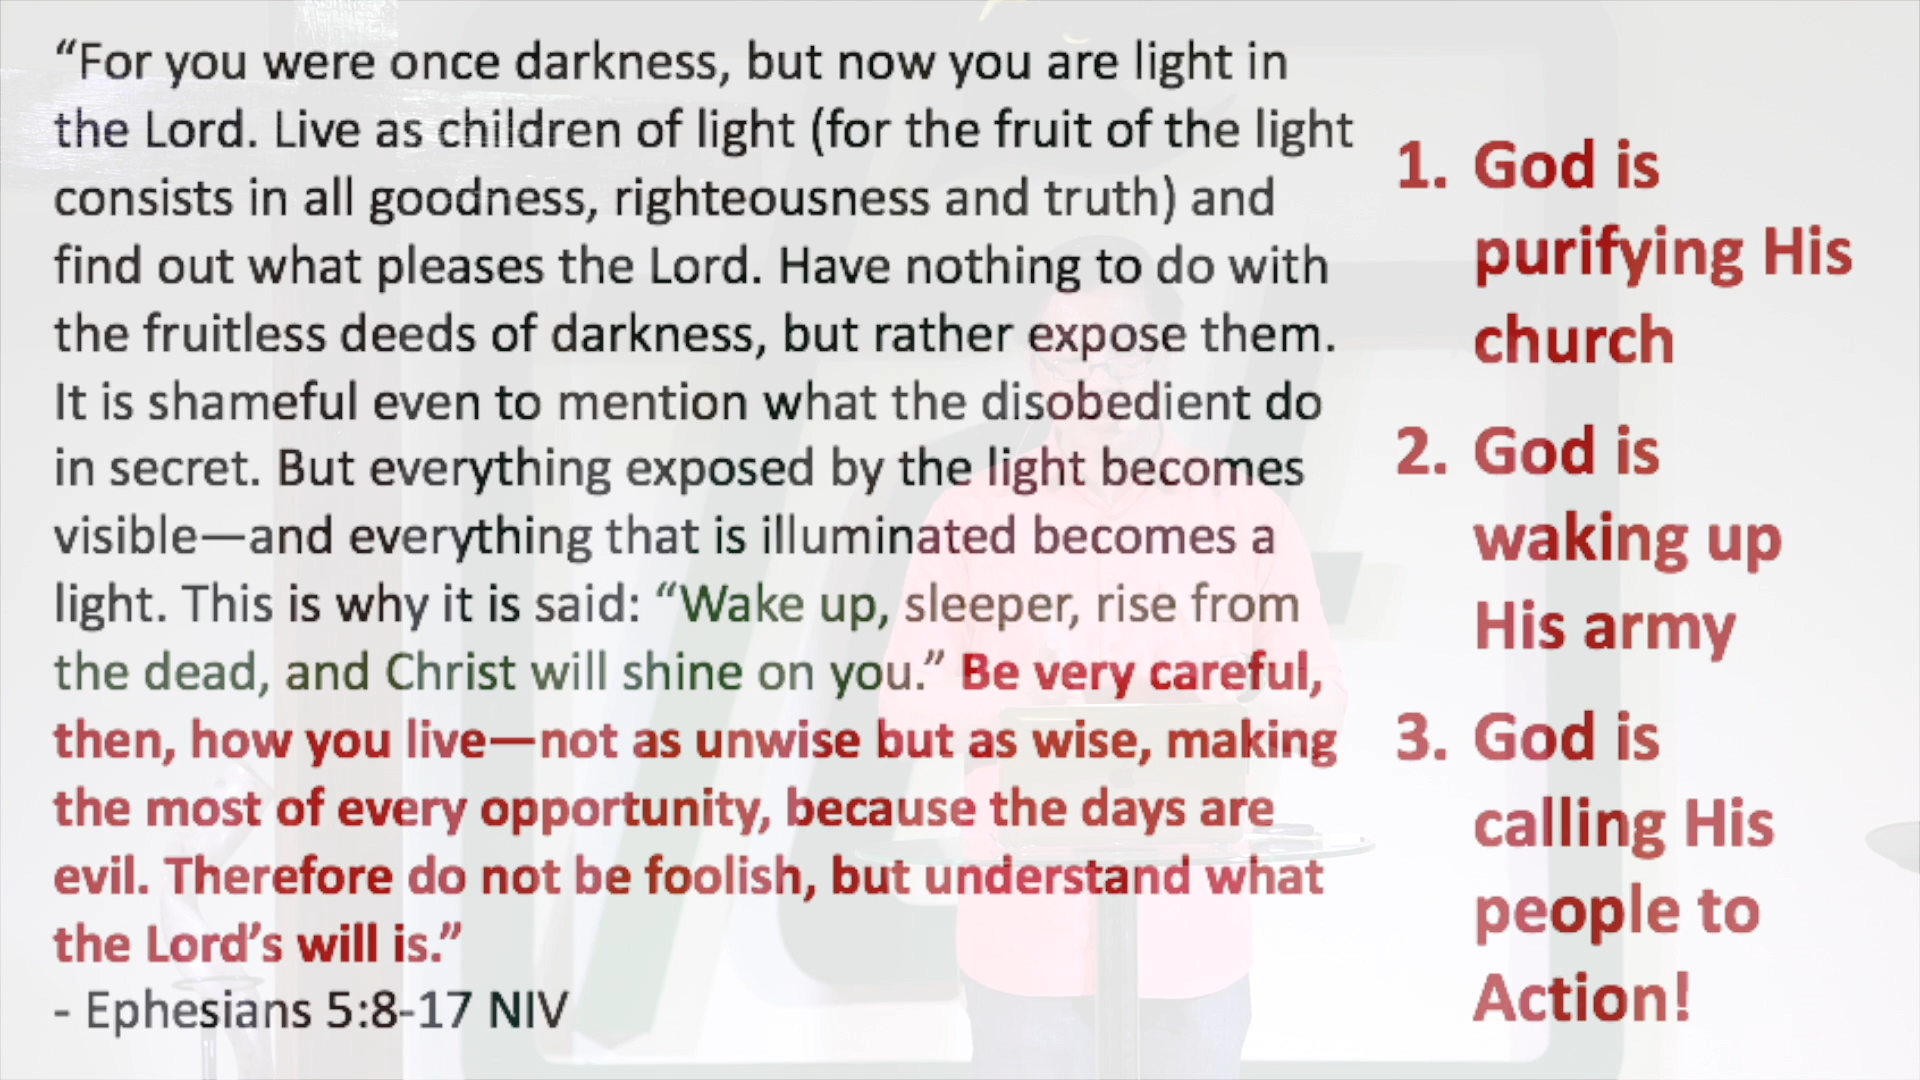 “For you were once darkness, but now you are light in
the Lord. Live as children of light (for the fruit of the light
consists in all goodness, righteousness and truth) and
find out what pleases the Lord. Have nothing to do with
the fruitless deeds of darkness, but rather expose them.
It is shameful even to mention what the disobedient do
in secret. But everything exposed by the light becomes
visible—and everything that is illuminated becomes a
light. This is why it is said: “Wake up, sleeper, rise from
the dead, and Christ will shine on you.” Be very careful,
then, how you live—not as unwise but as wise, making
the most of every opportunity, because the days are
evil. Therefore do not be foolish, but understand what
the Lord’s will is.”
- Ephesians 5:8-17 NIV
1. God is
purifying His
church
2. God is
waking up
His army
3. God is
calling His
people to
Action!